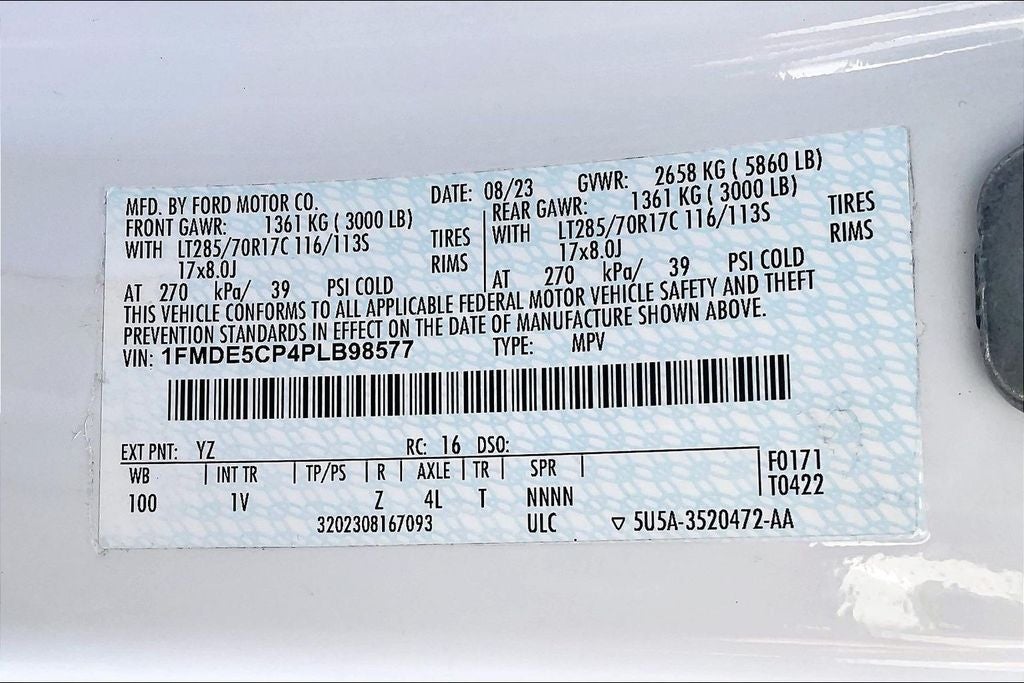 MFD. BY FORD MOTOR CO. DATE: 08/23 GVWR: 2658 KG ( 5860 LB)
FRONT GAWR: 1361 KG ( 3000 LB) REAR GAWR: 1361 KG ( 3000 LB)
WITH LT285/70R17C 116/113S TIRES WITH LT285/70R17C 116/113S TIRES
17x8.0J RIMS 17x8.0J RIMS
AT 270 kPa/ 39 PSI COLD AT 270 kPa/ 39 PSI COLD
THIS VEHICLE CONFORMS TO ALL APPLICABLE FEDERAL MOTOR VEHICLE SAFETY AND THEFT
PREVENTION STANDARDS IN EFFECT ON THE DATE OF MANUFACTURE SHOWN ABOVE.
VIN: 1FMDE5CP4PLB98577 TYPE: MPV
EXT PNT: YZ RC: 16 DSO:
WB INT TR TP/PS R AXLE TR SPR F0171
100 1V Z 4L T NNNN T0422
3202308167093 ULC ▽ 5U5A-3520472-AA